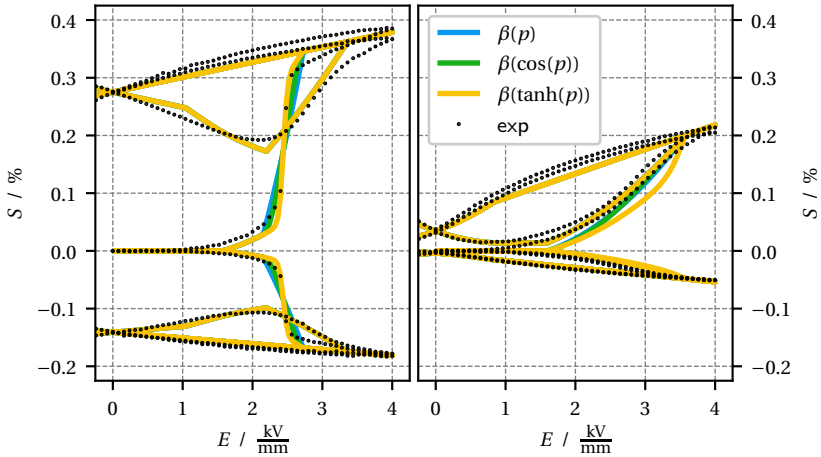 0.4
0.3
0.2
0.1
0.0
−0.1
−0.2
S / %
0 1 2 3 4
E / kV/mm
β(p)
β(cos(p))
β(tanh(p))
exp
0.4
0.3
0.2
0.1
0.0
−0.1
−0.2
S / %
0 1 2 3 4
E / kV/mm